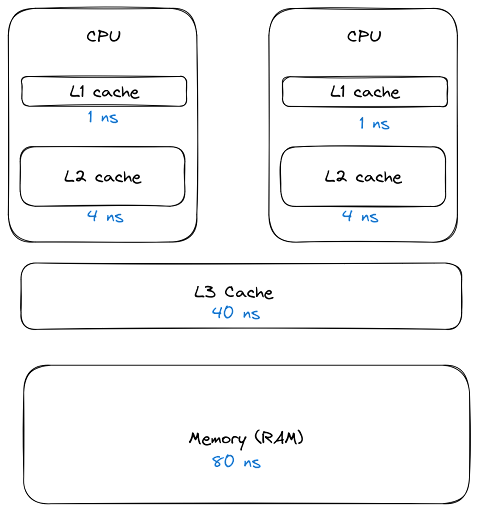 CPU
L1 cache
1 ns
L2 cache
4 ns
CPU
L1 cache
1 ns
L2 cache
4 ns
L3 Cache
40 ns
Memory (RAM)
80 ns